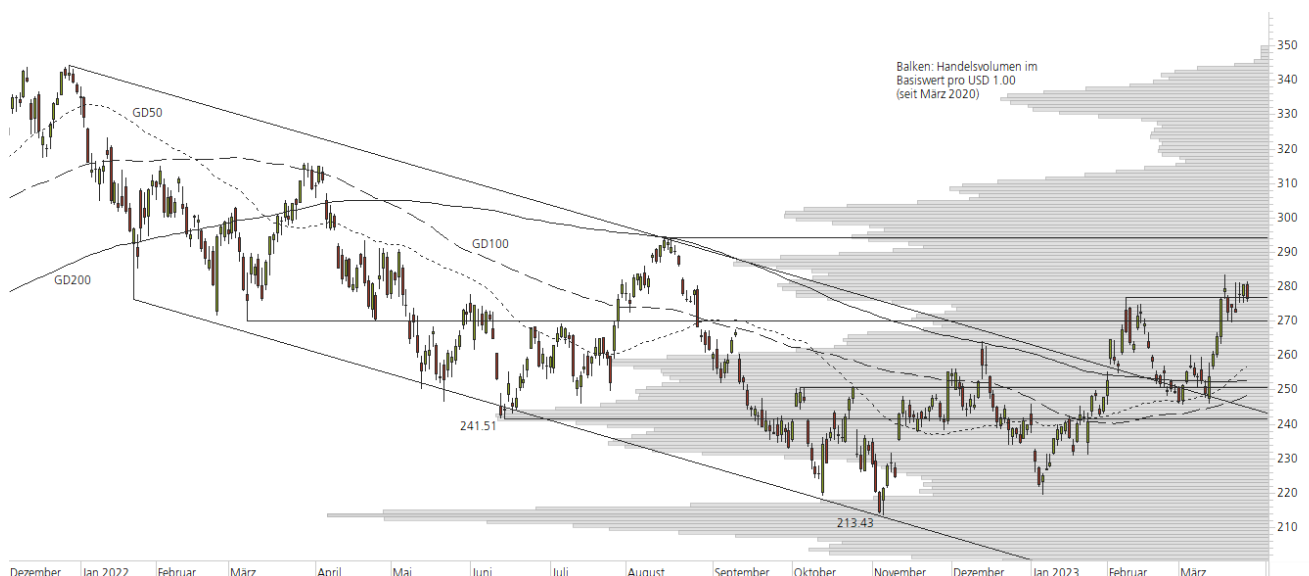 Balken: Handelsvolumen im
Basiswert pro USD 1.00
(seit März 2020)
GD50
GD100
GD200
241.51
213.43
350
340
330
320
310
300
290
280
270
260
250
240
230
220
210
Dezember Jan 2022 Februar März April Mai Juni Juli August September Oktober November Dezember Jan 2023 Februar März